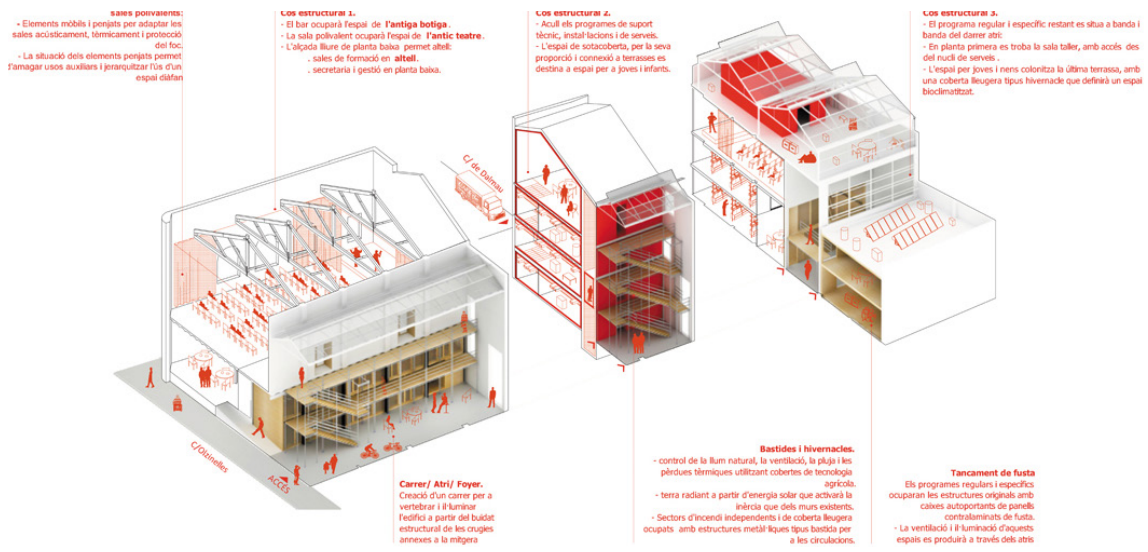 sales polivalents:
- Elements mòbils i penjats per adaptar les
sales acústicament, tèrmicament i protecció
del foc.
- La situació dels elements penjats permet
d'amagar usos auxiliars i jerarquitzar l'ús d'un
espai diàfan
Cos estructural 1.
- El bar ocuparà l'espai de l'antiga botiga.
- La sala polivalent ocuparà l'espai de l'antic teatre.
- L'alçada lliure de planta baixa permet altell:
. sales de formació en altell.
. secretaria i gestió en planta baixa.
Cos estructural 2.
- Acull els programes de suport
tècnic, instal·lacions i de serveis.
- L'espai de sotacoberta, per la seva
proporció i connexió a terrasses es
destina a espai per a joves i infants.
Cos estructural 3.
- El programa regular i específic restant es situa a banda i
banda del darrer atri:
- En planta primera es troba la sala taller, amb accés des
del nucli de serveis .
- L'espai per joves i nens colonitza la última terrassa, amb
una coberta lleugera tipus hivernacle que definirà un espai
bioclimatitzat.
C/ de Dalmau
C/Olzinelles
ACCÉS
Carrer/ Atri/ Foyer.
Creació d'un carrer per a
vertebrar i il·luminar
l'edifici a partir del buidat
estructural de les crugies
annexes a la mitgera
Bastides i hivernacles.
- control de la llum natural, la ventilació, la pluja i les
pèrdues tèrmiques utilitzant cobertes de tecnologia
agrícola.
- terra radiant a partir d'energia solar que activarà la
inèrcia que dels murs existents.
- Sectors d'incendi independents i de coberta lleugera
ocupats amb estructures metàl·liques tipus bastida per
a les circulacions.
Tancament de fusta
Els programes regulars i específics
ocuparan les estructures originals amb
caixes autoportants de panells
contralaminats de fusta.
- La ventilació i il·luminació d'aquests
espais es produirà a través dels atris